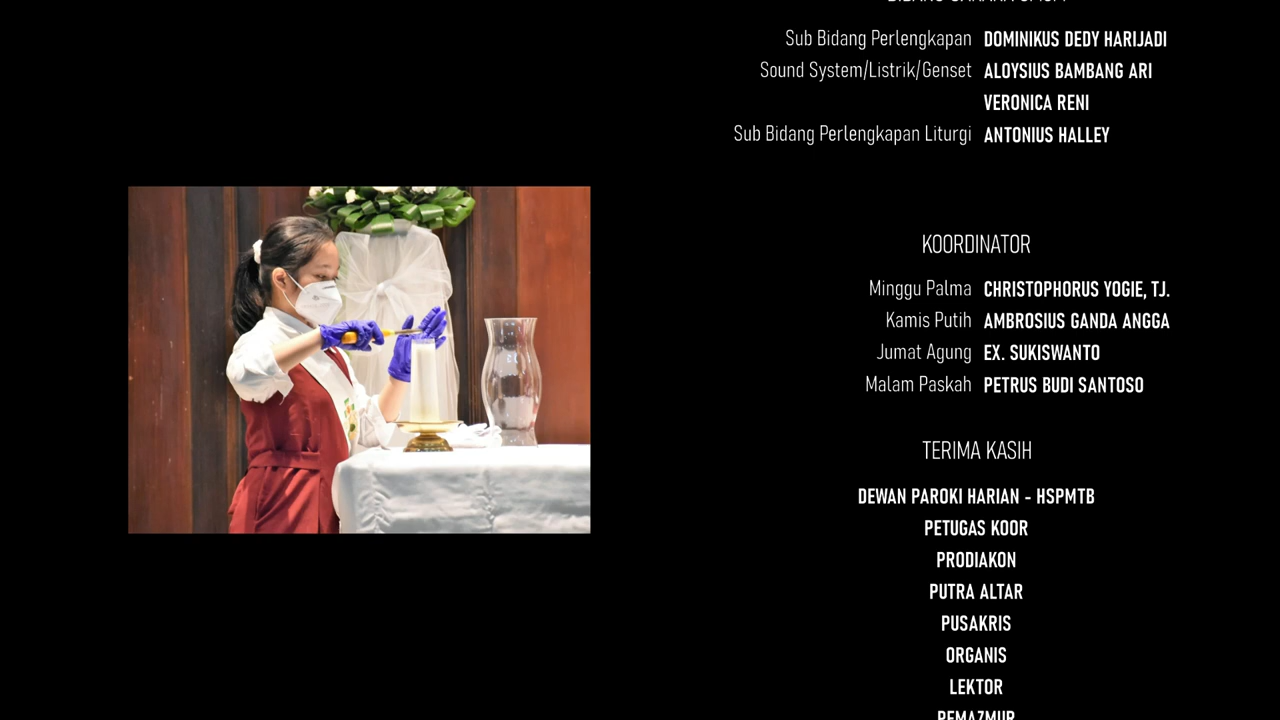 Sub Bidang Perlengkapan DOMINIKUS DEDY HARIJADI
Sound System/Listrik/Genset ALOYSIUS BAMBANG ARI
VERONICA RENI
Sub Bidang Perlengkapan Liturgi ANTONIUS HALLEY
KOORDINATOR
Minggu Palma CHRISTOPHORUS YOGIE, TJ.
Kamis Putih AMBROSIUS GANDA ANGGA
Jumat Agung EX. SUKISWANTO
Malam Paskah PETRUS BUDI SANTOSO
TERIMA KASIH
DEWAN PAROKI HARIAN - HSPMTB
PETUGAS KOOR
PRODIAKON
PUTRA ALTAR
PUSAKRIS
ORGANIS
LEKTOR
PEMAZMUR